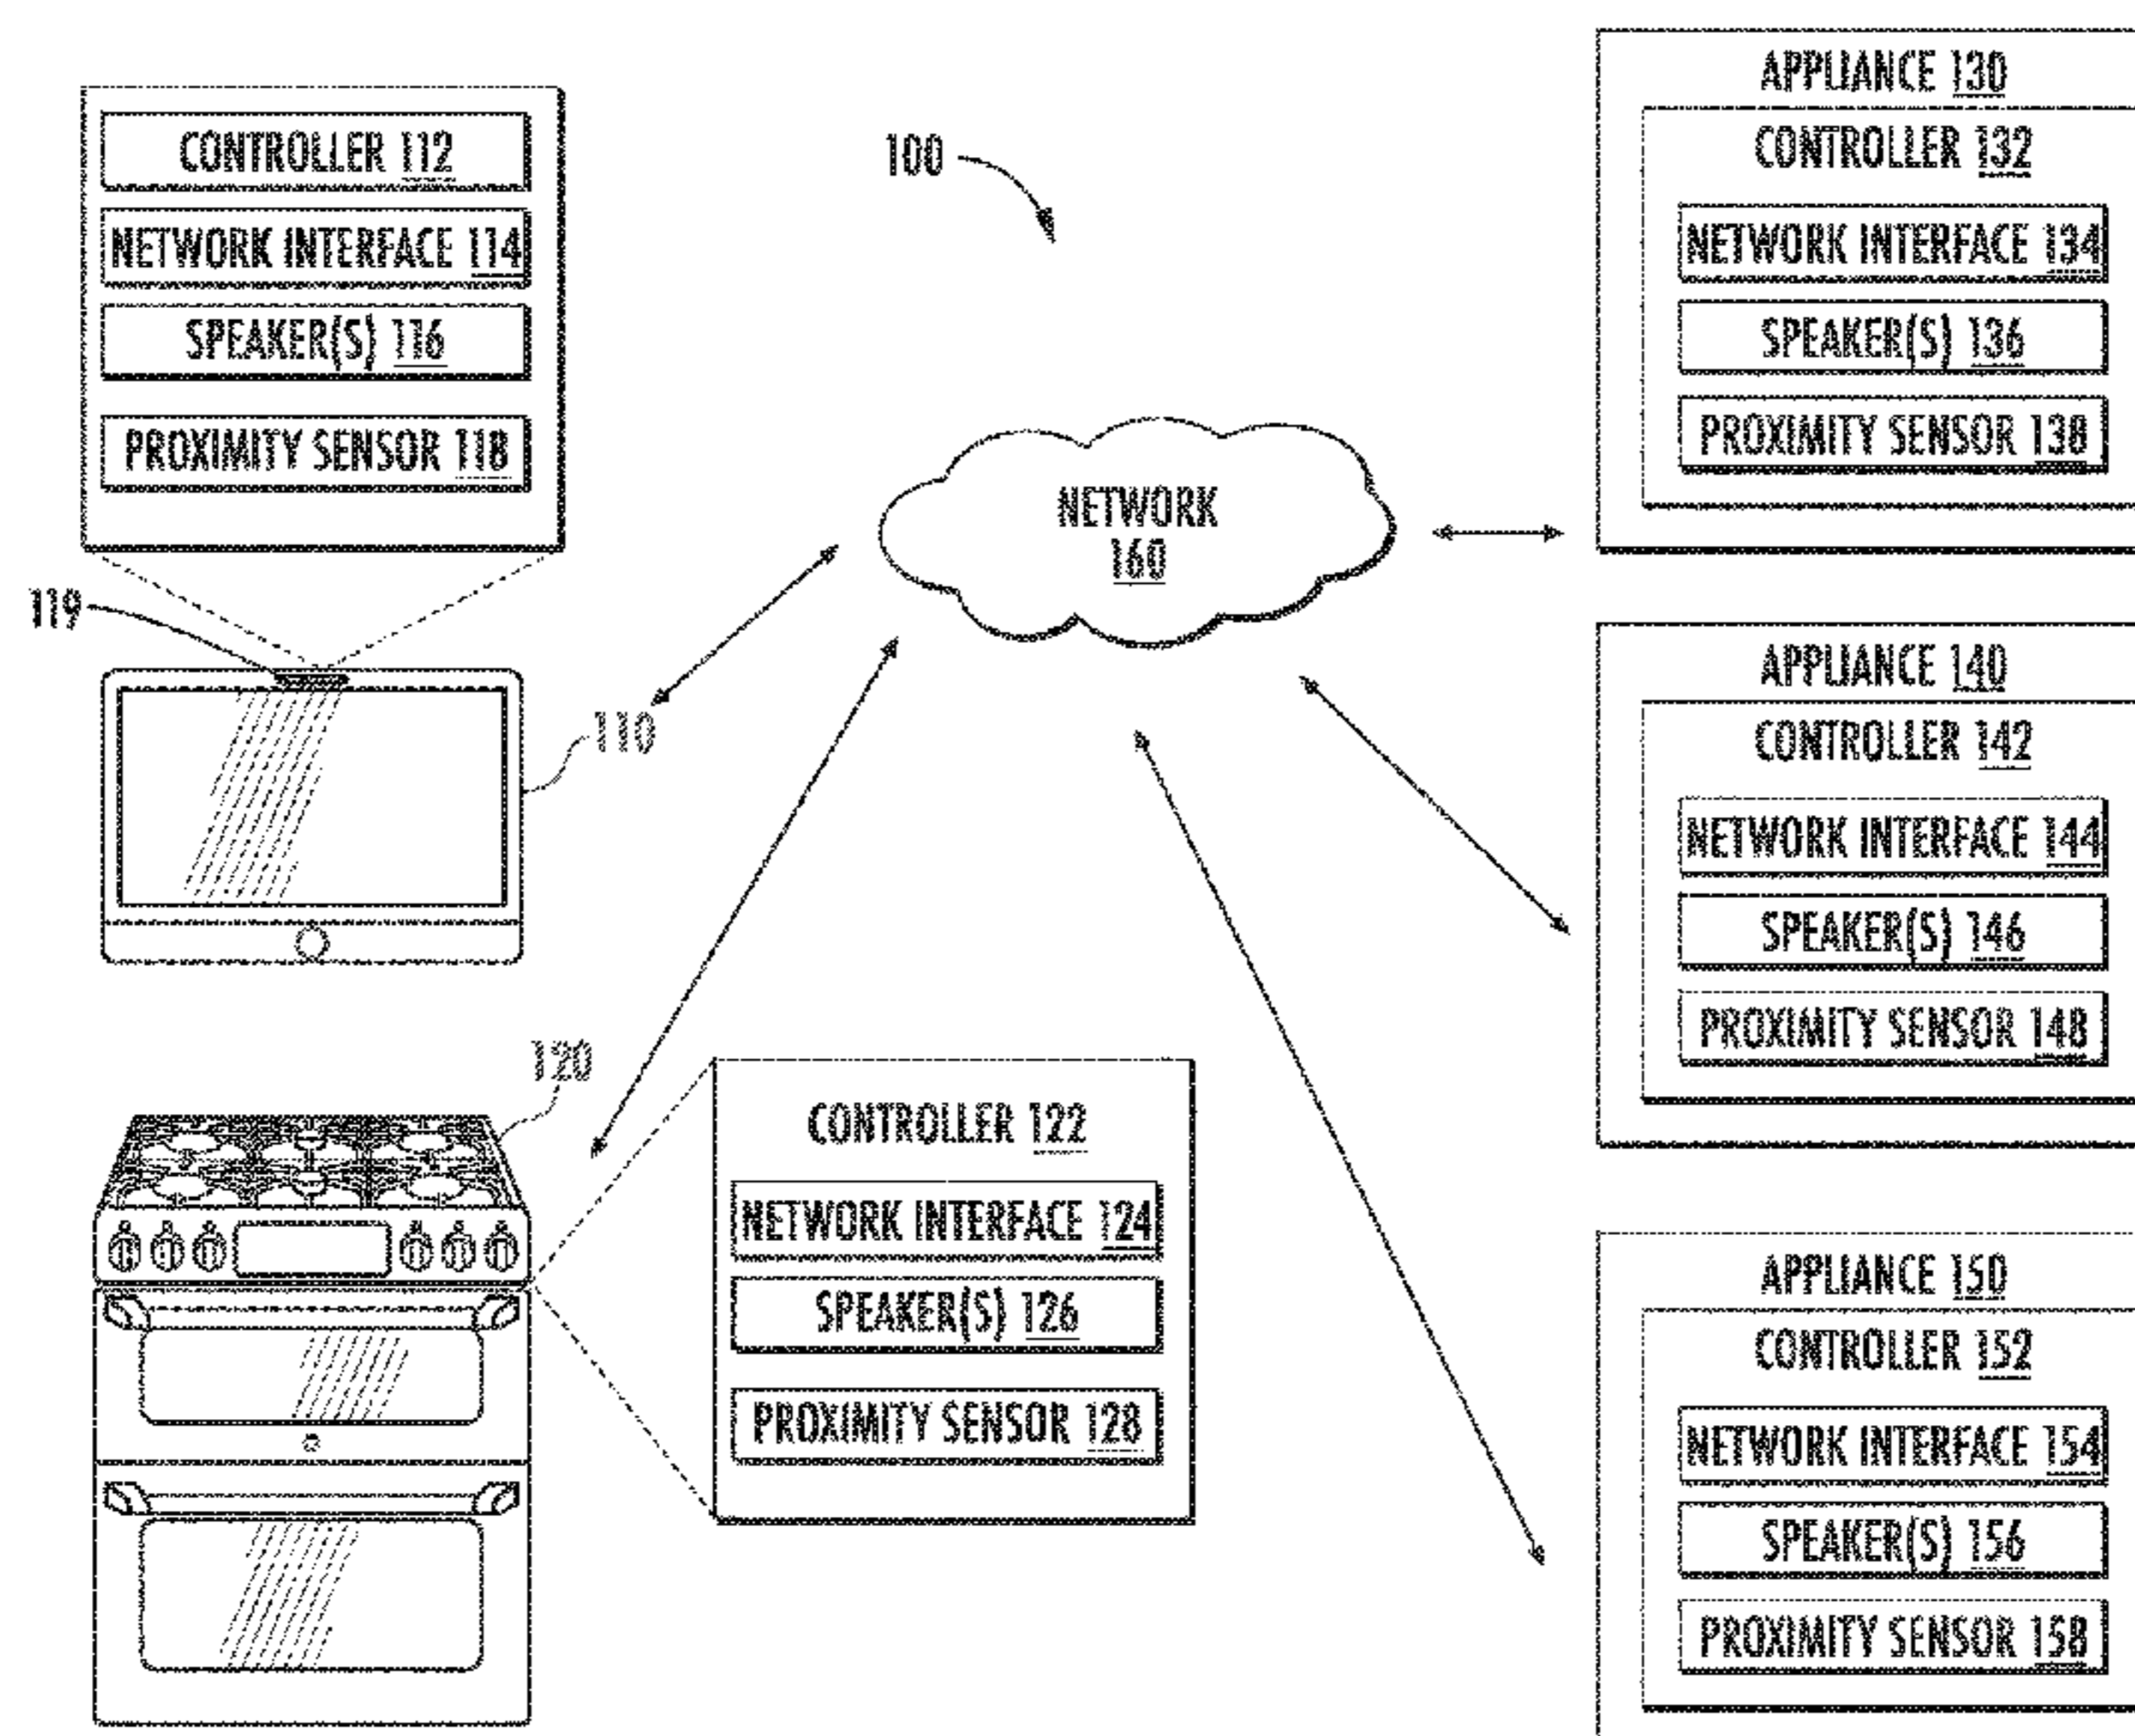 CONTROLLER 112
NETWORK INTERFACE 114
SPEAKER(S) 116
PROXIMITY SENSOR 118
119
110
100
NETWORK
160
120
CONTROLLER 122
NETWORK INTERFACE 124
SPEAKER(S) 126
PROXIMITY SENSOR 128
APPLIANCE 130
CONTROLLER 132
NETWORK INTERFACE 134
SPEAKER(S) 136
PROXIMITY SENSOR 138
APPLIANCE 140
CONTROLLER 142
NETWORK INTERFACE 144
SPEAKER(S) 146
PROXIMITY SENSOR 148
APPLIANCE 150
CONTROLLER 152
NETWORK INTERFACE 154
SPEAKER(S) 156
PROXIMITY SENSOR 158